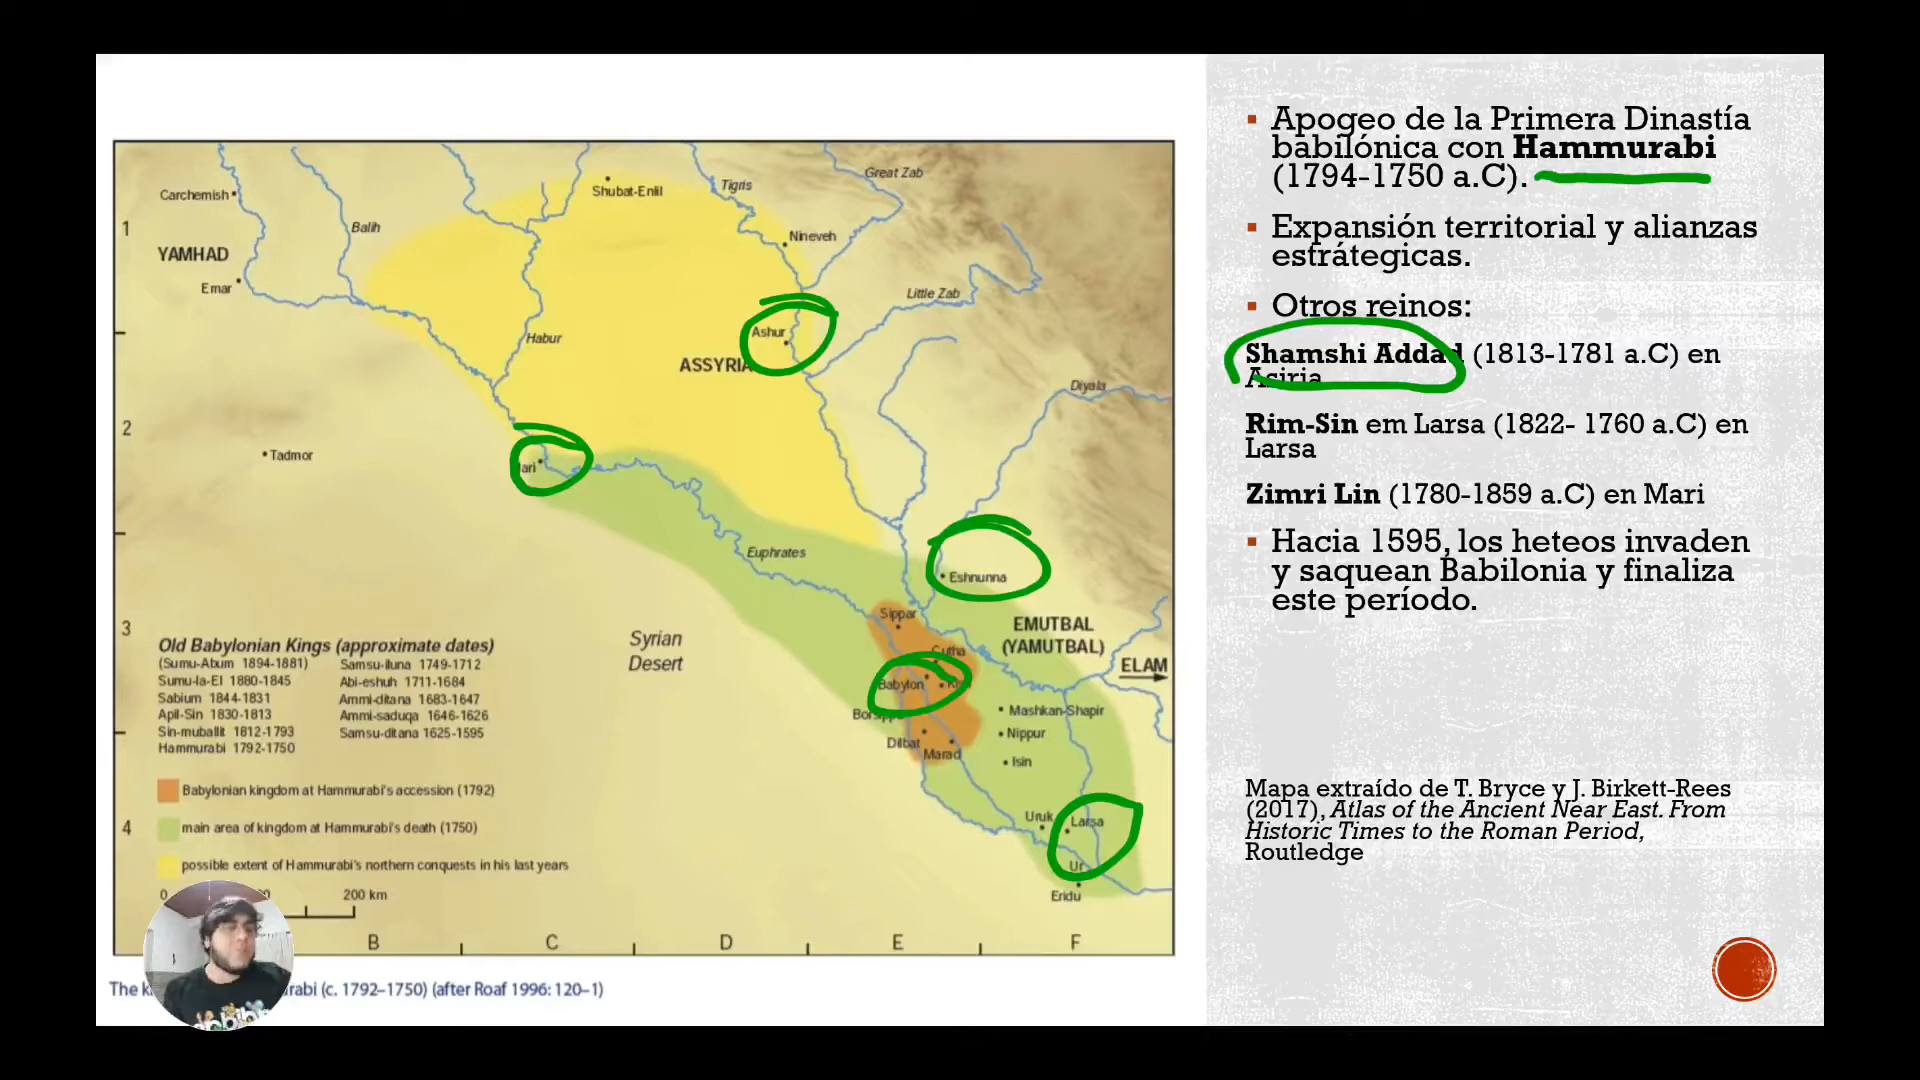 Carchemish
Balih
Shubat-Enlil
Tigris
Great Zab
1
Nineveh
YAMHAD
Emar
Little Zab
Ashur
Habur
ASSYRIA
Diyala
2
Tadmor
Euphrates
Eshnunna
Sippar
3
EMUTBAL
(YAMUTBAL)
Syrian
Desert
Cutha
ELAM
Babylon
Mashkan-Shapir
Nippur
Dilbat
Marad
Isin
4
Uruk
Larsa
Ur
Eridu
Old Babylonian Kings (approximate dates)
(Sumu-Abum 1894-1881)
Sumu-la-El 1880-1845
Sabium 1844-1831
Apil-Sin 1830-1813
Sin-muballit 1812-1793
Hammurabi 1792-1750
Samsu-iluna 1749-1712
Abi-eshuh 1711-1684
Ammi-ditana 1683-1647
Ammi-saduqa 1646-1626
Samsu-ditana 1625-1595
Babylonian kingdom at Hammurabi's accession (1792)
main area of kingdom at Hammurabi's death (1750)
possible extent of Hammurabi's northern conquests in his last years
0 200 km
B C D E F
The (c. 1792–1750) (after Roaf 1996: 120–1)
▪ Apogeo de la Primera Dinastía
babilónica con Hammurabi
(1794-1750 a.C).
▪ Expansión territorial y alianzas
estrátegicas.
▪ Otros reinos:
Shamshi Addad (1813-1781 a.C) en
Asiria
Rim-Sin em Larsa (1822- 1760 a.C) en
Larsa
Zimri Lin (1780-1859 a.C) en Mari
▪ Hacia 1595, los heteos invaden
y saquean Babilonia y finaliza
este período.
Mapa extraído de T. Bryce y J. Birkett-Rees
(2017), Atlas of the Ancient Near East. From
Historic Times to the Roman Period,
Routledge